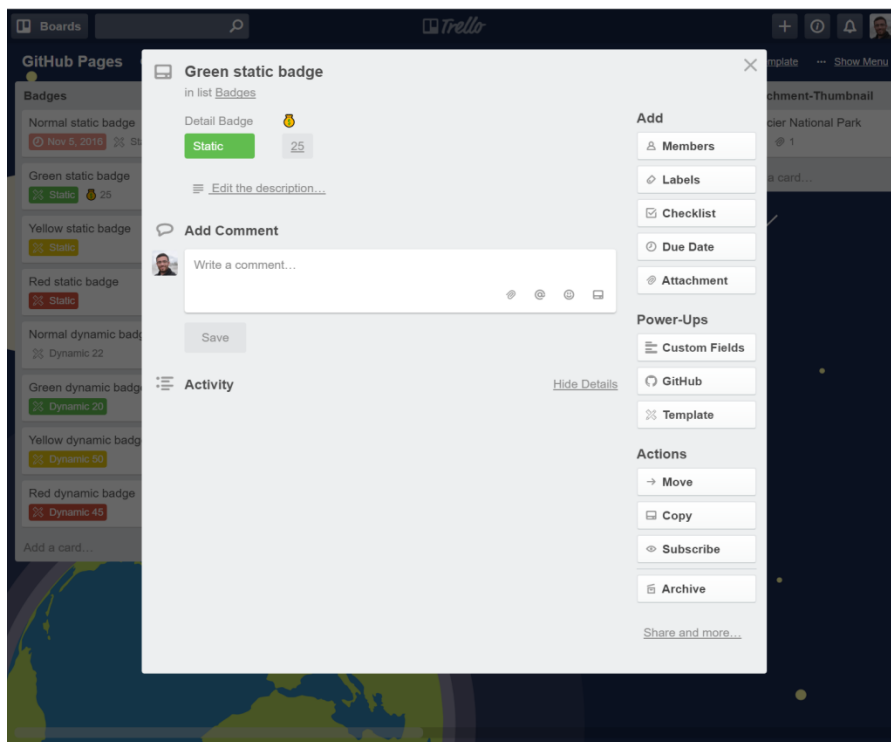 Boards
Trello
GitHub Pages
mplate ... Show Menu
Badges
Normal static badge
Nov 5, 2016 St
Green static badge
Static 25
Yellow static badge
Static
Red static badge
Static
Normal dynamic badg
Dynamic 22
Green dynamic badg
Dynamic 20
Yellow dynamic badg
Dynamic 50
Red dynamic badge
Dynamic 45
Add a card…
Green static badge
in list Badges
Detail Badge
Static 25
Edit the description…
Add Comment
Write a comment…
@
Save
Activity
Hide Details
Add
Members
Labels
Checklist
Due Date
Attachment
Power-Ups
Custom Fields
GitHub
Template
Actions
Move
Copy
Subscribe
Archive
Share and more…
chment-Thumbnail
cier National Park
1
a card…